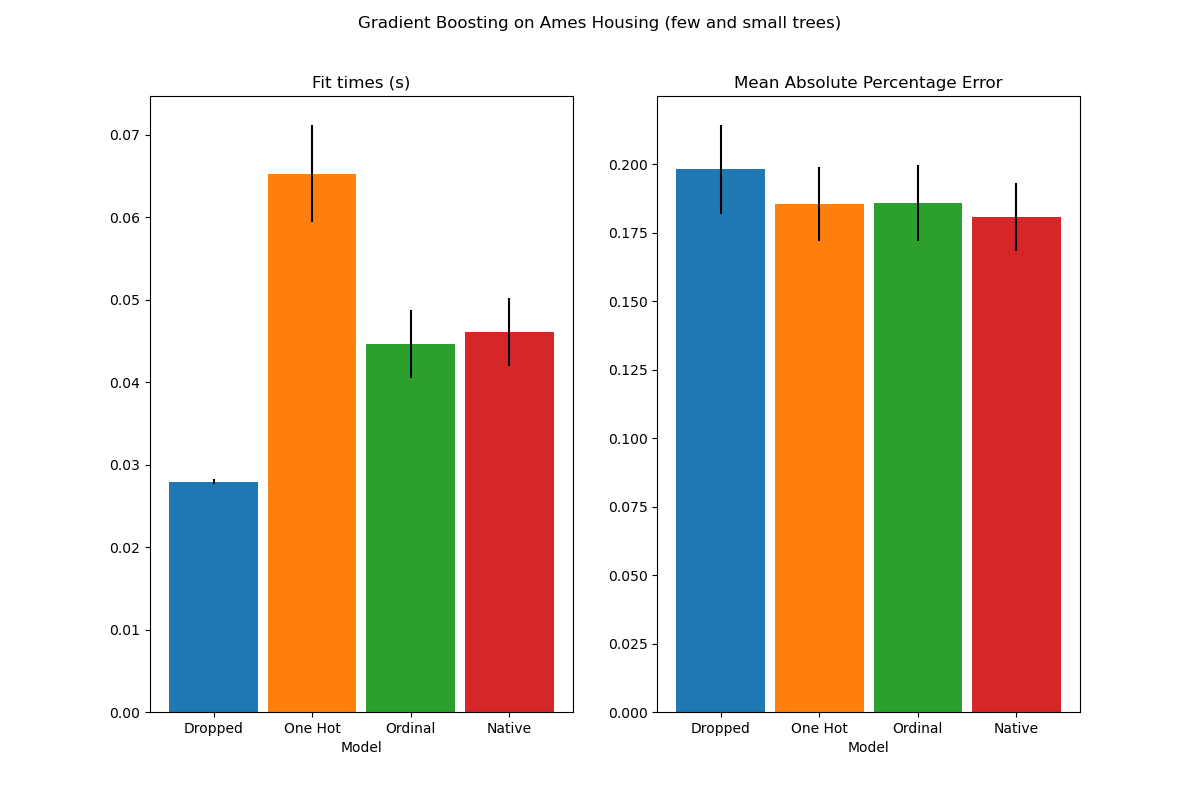 Gradient Boosting on Ames Housing (few and small trees)
Fit times (s)
0.07
0.06
0.05
0.04
0.03
0.02
0.01
0.00
Dropped One Hot Ordinal Native
Model
Mean Absolute Percentage Error
0.200
0.175
0.150
0.125
0.100
0.075
0.050
0.025
0.000
Dropped One Hot Ordinal Native
Model